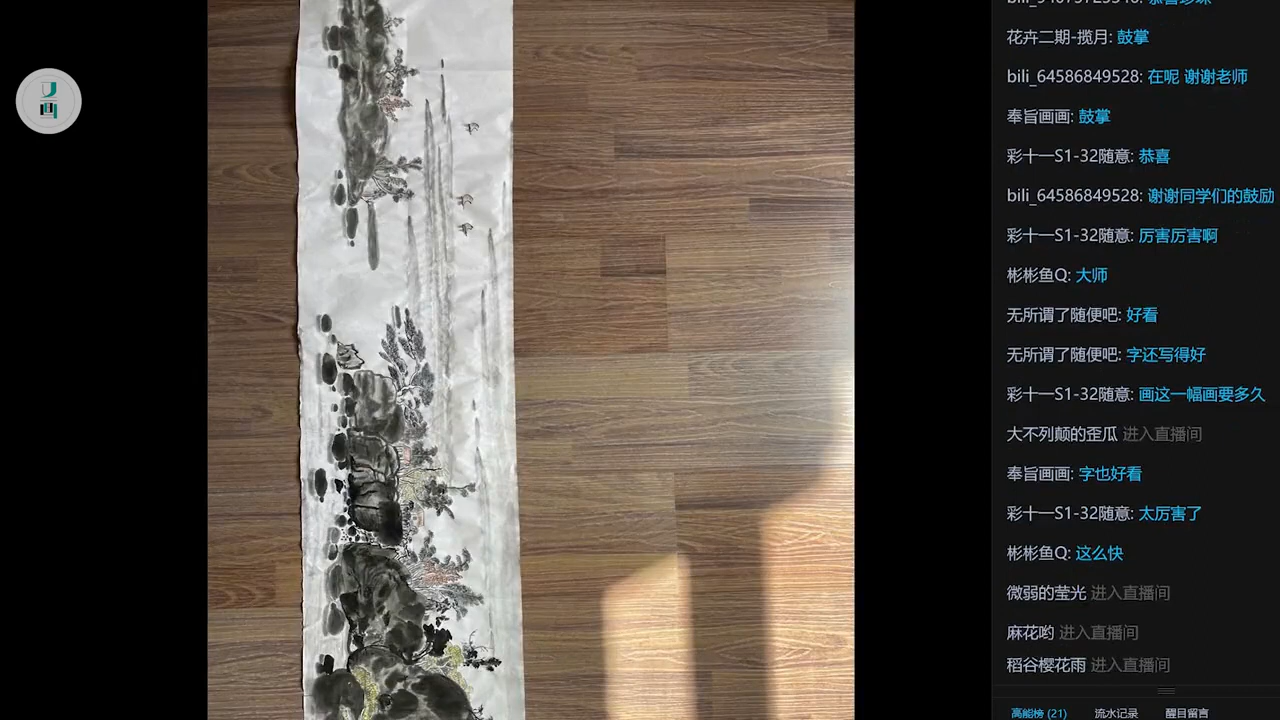 花卉二期-揽月: 鼓掌
bili_64586849528: 在呢 谢谢老师
奉旨画画: 鼓掌
彩十一S1-32随意: 恭喜
bili_64586849528: 谢谢同学们的鼓励
彩十一S1-32随意: 厉害厉害啊
彬彬鱼Q: 大师
无所谓了随便吧: 好看
无所谓了随便吧: 字还写得好
彩十一S1-32随意: 画这一幅画要多久
大不列颠的歪瓜 进入直播间
奉旨画画: 字也好看
彩十一S1-32随意: 太厉害了
彬彬鱼Q: 这么快
微弱的莹光 进入直播间
麻花哟 进入直播间
稻谷樱花雨 进入直播间
高能榜 (21) 流水记录 醒目留言